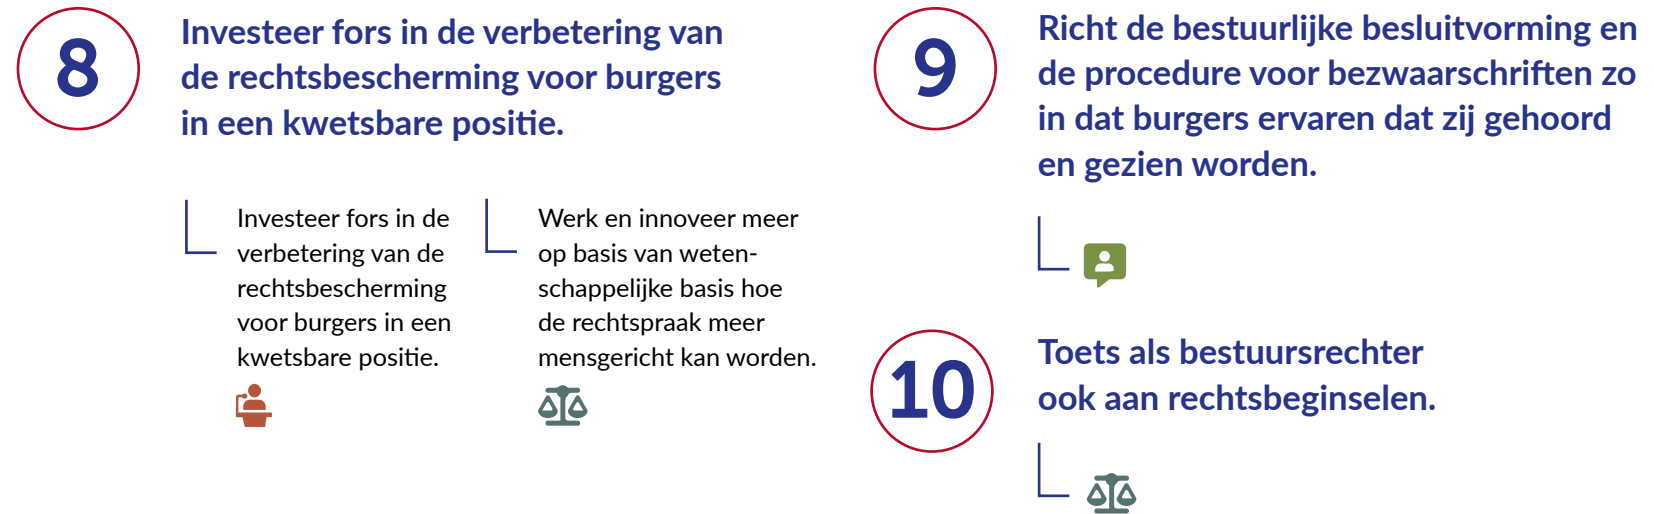 8
Investeer fors in de verbetering van
de rechtsbescherming voor burgers
in een kwetsbare positie.
Investeer fors in de
verbetering van de
rechtsbescherming
voor burgers in een
kwetsbare positie.
Werk en innoveer meer
op basis van weten-
schappelijke basis hoe
de rechtspraak meer
mensgericht kan worden.
9
Richt de bestuurlijke besluitvorming en
de procedure voor bezwaarschriften zo
in dat burgers ervaren dat zij gehoord
en gezien worden.
10
Toets als bestuursrechter
ook aan rechtsbeginselen.